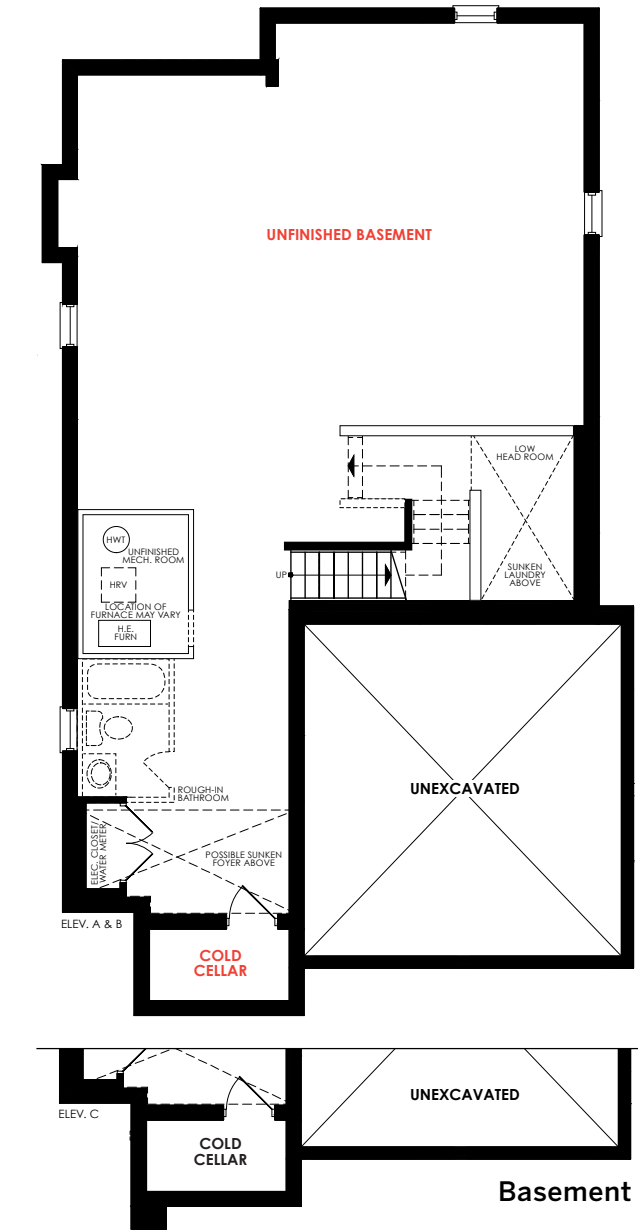 UNFINISHED BASEMENT
LOW
HEAD ROOM
HWT
UNFINISHED
MECH. ROOM
HRV
UP
SUNKEN
LAUNDRY
ABOVE
LOCATION OF
FURNACE MAY VARY
H.E.
FURN
ROUGH-IN
BATHROOM
UNEXCAVATED
ELEC. CLOSET/
WATER METER
POSSIBLE SUNKEN
FOYER ABOVE
ELEV. A & B
COLD
CELLAR
UNEXCAVATED
ELEV. C
COLD
CELLAR
Basement